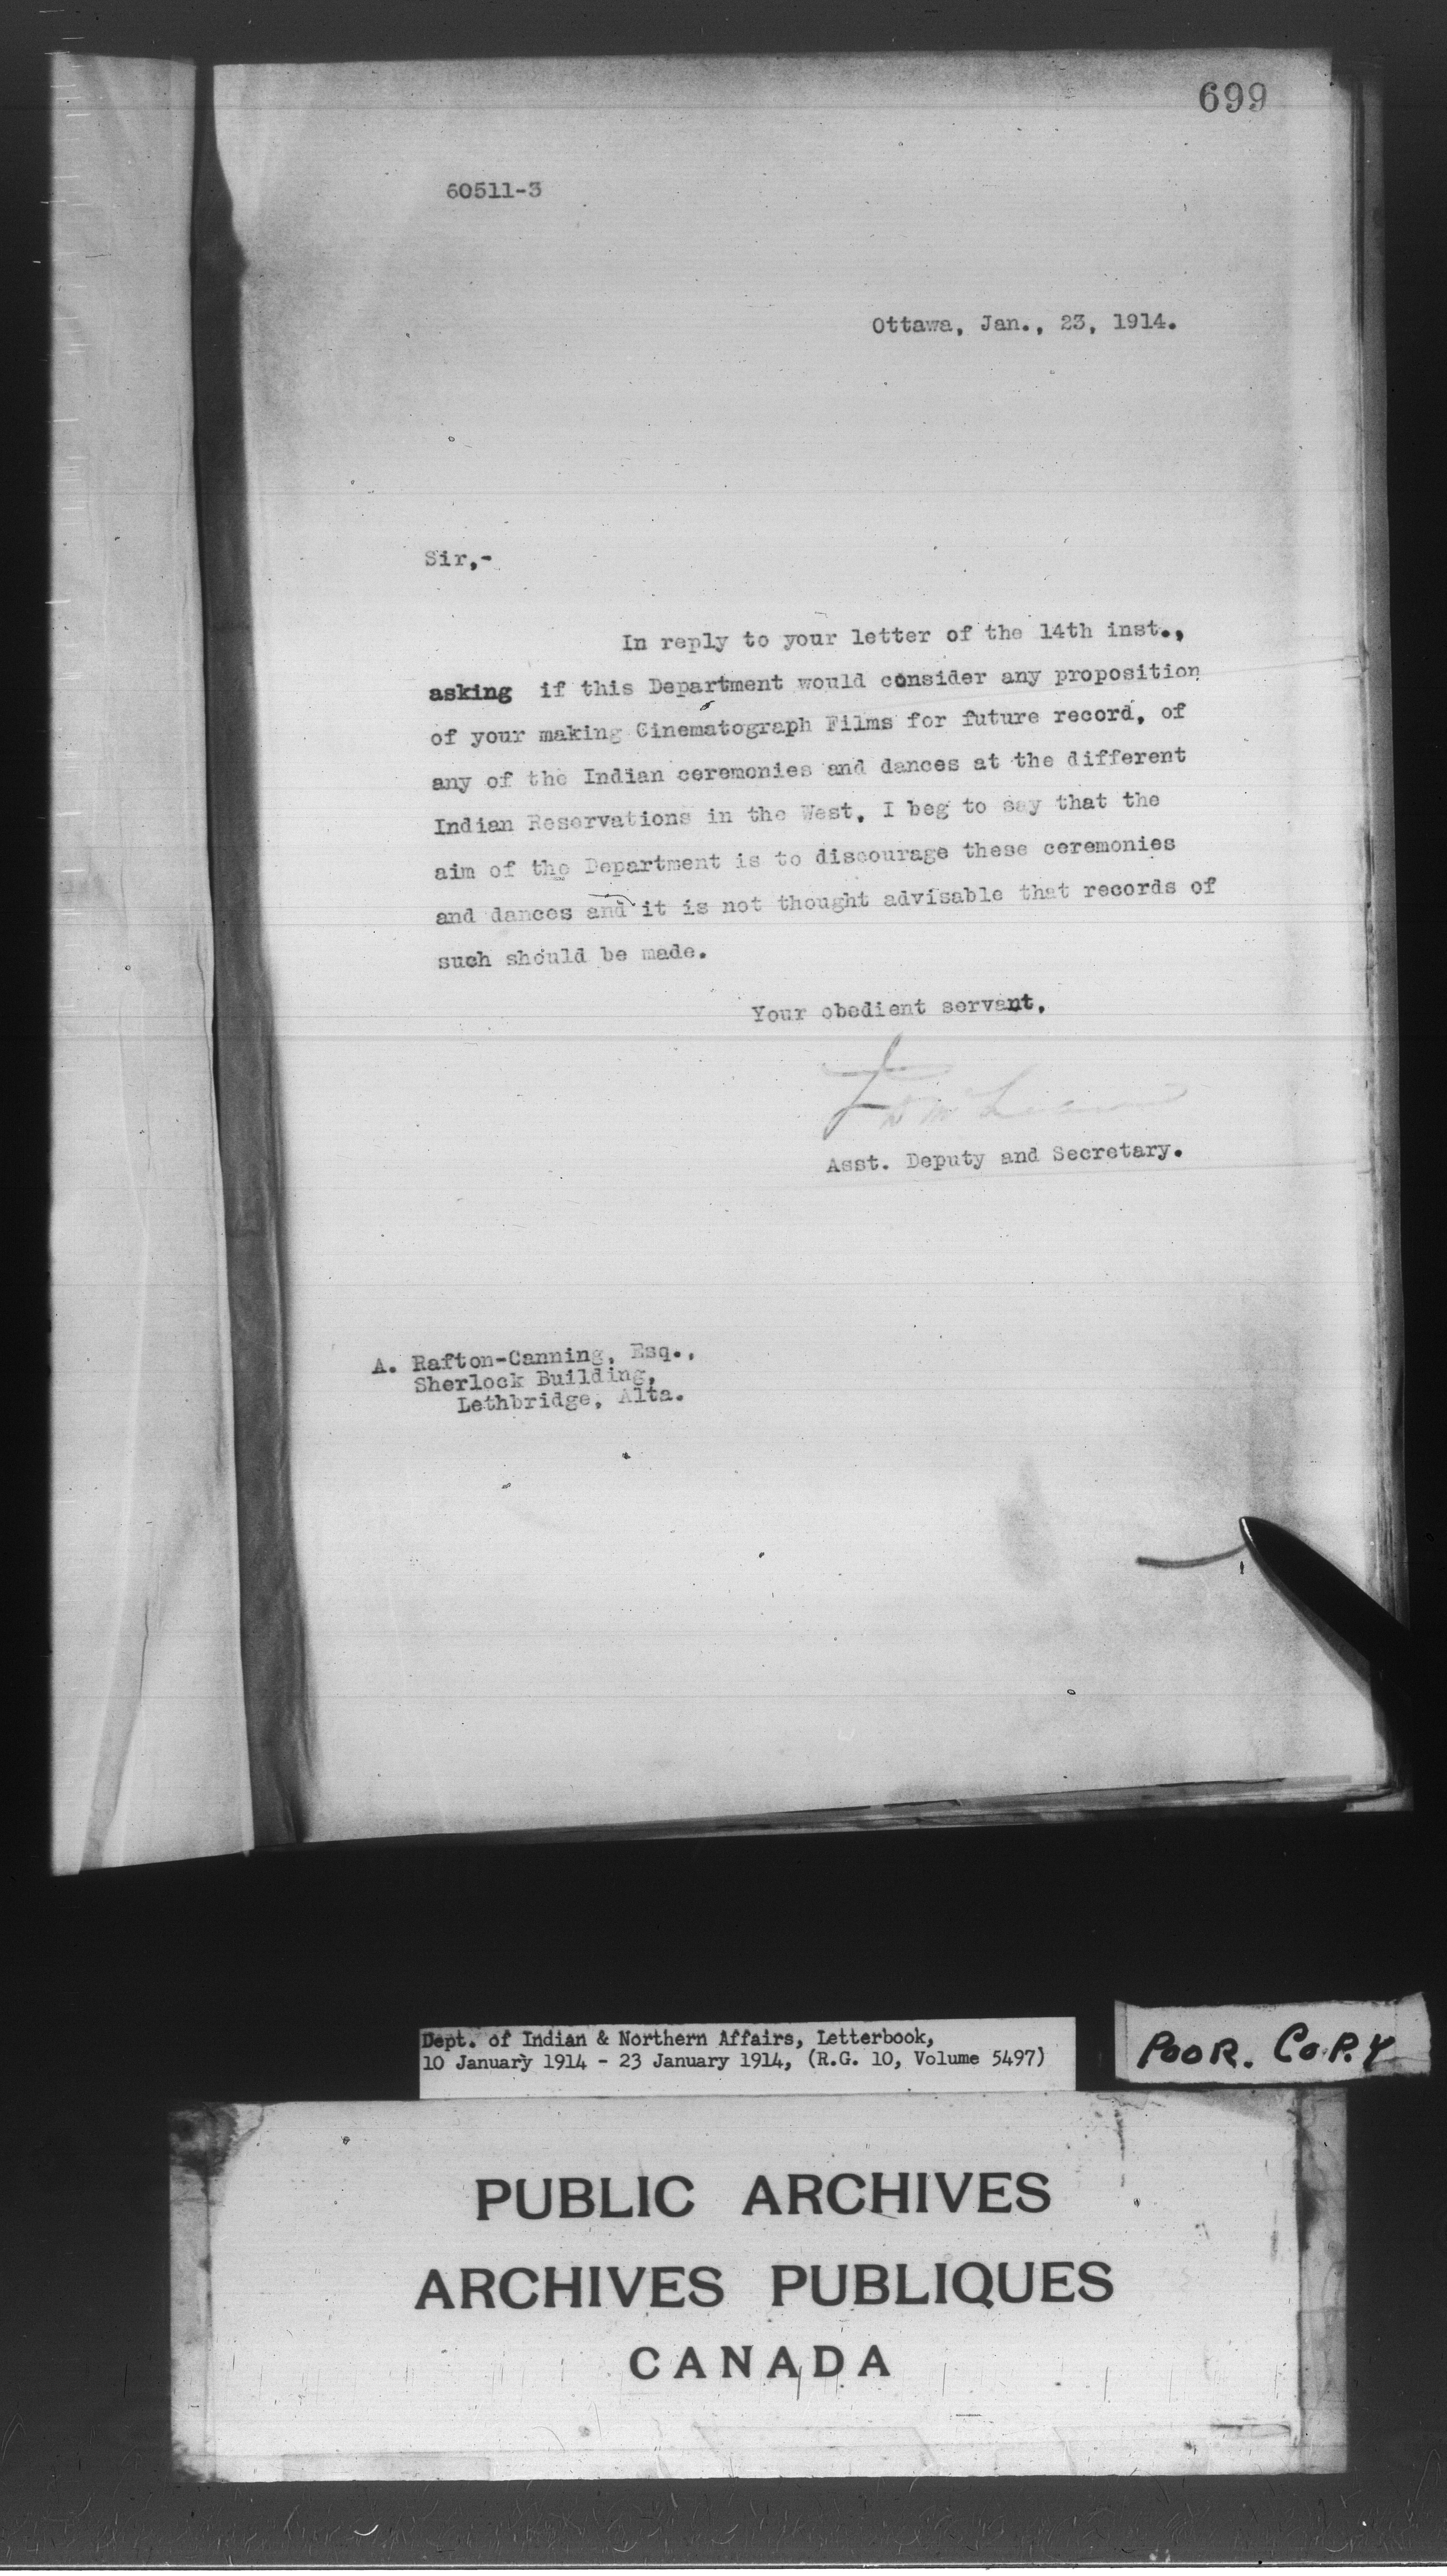 699
60511-3
Ottawa, Jan., 23, 1914.
Sir,-
In reply to your letter of the 14th inst.,
asking if this Department would consider any proposition
of your making Cinematograph Films for future record, of
any of the Indian ceremonies and dances at the different
Indian Reservations in the West, I beg to say that the
aim of the Department is to discourage these ceremonies
and dances and it is not thought advisable that records of
such should be made.
Your obedient servant,
Asst. Deputy and Secretary.
A. Rafton-Canning, Esq.,
Sherlock Building,
Lethbridge, Alta.
Dept. of Indian & Northern Affairs, Letterbook,
10 January 1914 - 23 January 1914, (R.G. 10, Volume 5497)
POOR. COPY
PUBLIC ARCHIVES
ARCHIVES PUBLIQUES
CANADA